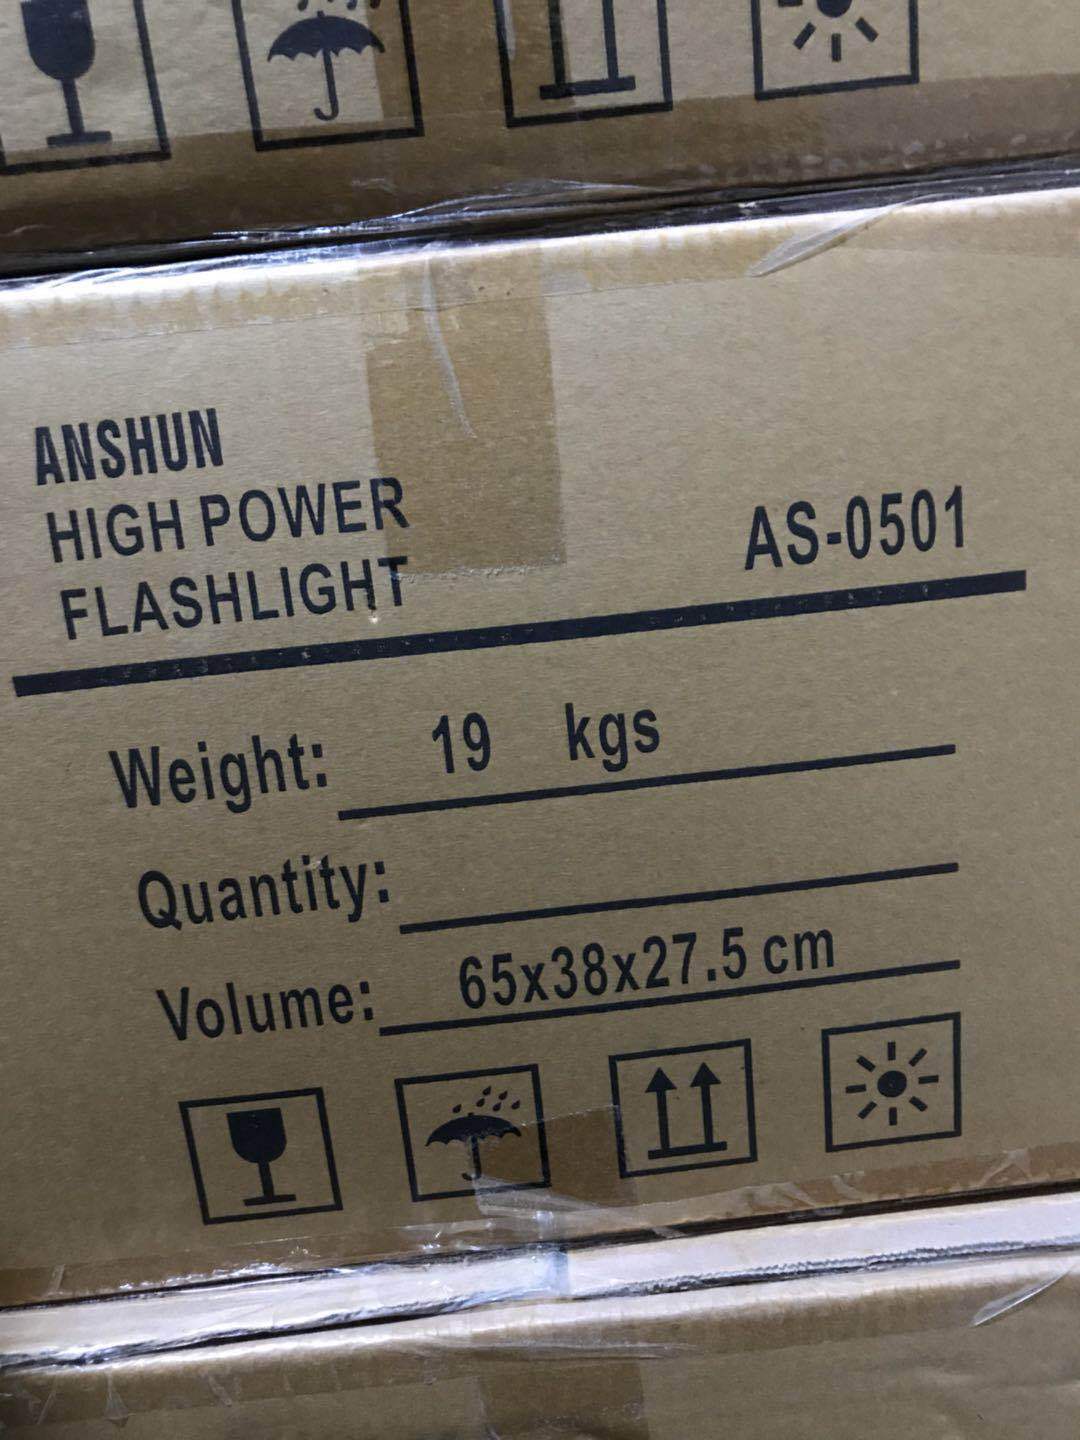 ANSHUN
HIGH POWER
FLASHLIGHT
AS-0501
Weight: 19 kgs
Quantity:
Volume: 65x38x27.5 cm